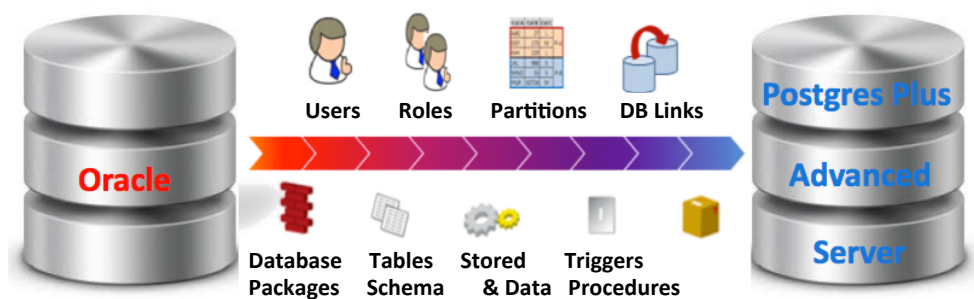 Users Roles Partitions DB Links
Postgres Plus
Oracle
Advanced
Server
Database Tables Stored Triggers
Packages Schema & Data Procedures